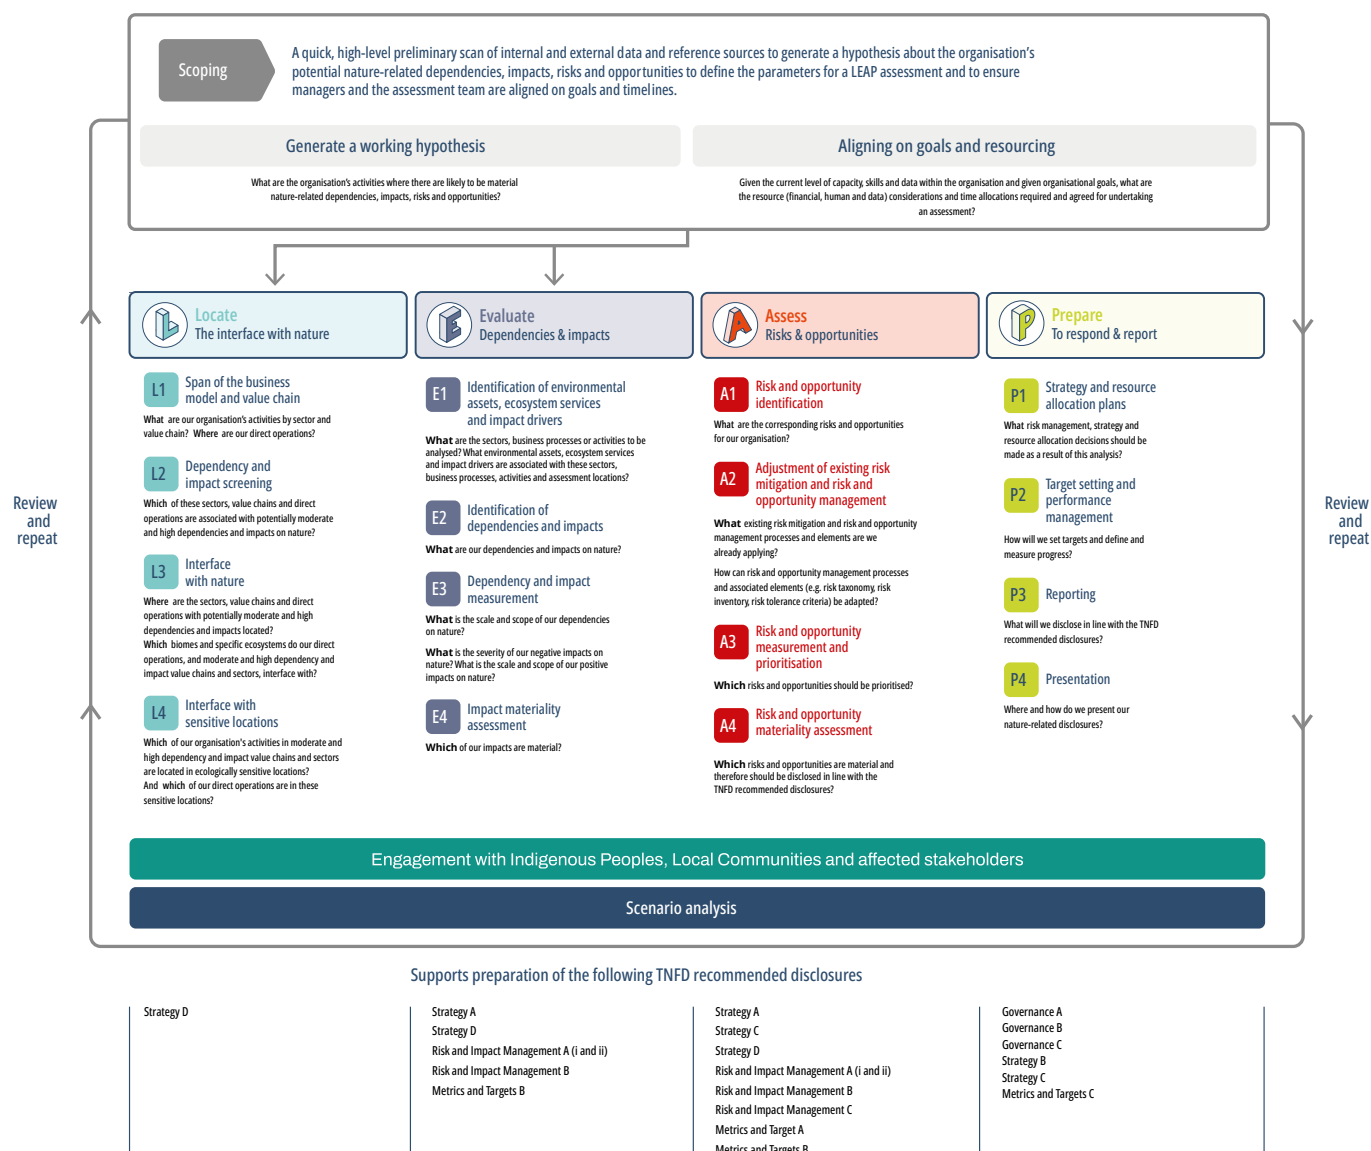 Scoping
A quick, high-level preliminary scan of internal and external data and reference sources to generate a hypothesis about the organisation's
potential nature-related dependencies, impacts, risks and opportunities to define the parameters for a LEAP assessment and to ensure
managers and the assessment team are aligned on goals and timelines.
Generate a working hypothesis
What are the organisation's activities where there are likely to be material
nature-related dependencies, impacts, risks and opportunities?
Aligning on goals and resourcing
Given the current level of capacity, skills and data within the organisation and given organisational goals, what are
the resource (financial, human and data) considerations and time allocations required and agreed for undertaking
an assessment?
Review
and
repeat
L
Locate
The interface with nature
L1
Span of the business
model and value chain
What are our organisation's activities by sector and
value chain? Where are our direct operations?
L2
Dependency and
impact screening
Which of these sectors, value chains and direct
operations are associated with potentially moderate
and high dependencies and impacts on nature?
L3
Interface
with nature
Where are the sectors, value chains and direct
operations with potentially moderate and high
dependencies and impacts located?
Which biomes and specific ecosystems do our direct
operations, and moderate and high dependency and
impact value chains and sectors, interface with?
L4
Interface with
sensitive locations
Which of our organisation's activities in moderate and
high dependency and impact value chains and sectors
are located in ecologically sensitive locations?
And which of our direct operations are in these
sensitive locations?
E
Evaluate
Dependencies & impacts
E1
Identification of environmental
assets, ecosystem services
and impact drivers
What are the sectors, business processes or activities to be
analysed? What environmental assets, ecosystem services
and impact drivers are associated with these sectors,
business processes, activities and assessment locations?
E2
Identification of
dependencies and impacts
What are our dependencies and impacts on nature?
E3
Dependency and impact
measurement
What is the scale and scope of our dependencies
on nature?
What is the severity of our negative impacts on
nature? What is the scale and scope of our positive
impacts on nature?
E4
Impact materiality
assessment
Which of our impacts are material?
A
Assess
Risks & opportunities
A1
Risk and opportunity
identification
What are the corresponding risks and opportunities
for our organisation?
A2
Adjustment of existing risk
mitigation and risk and
opportunity management
What existing risk mitigation and risk and opportunity
management processes and elements are we
already applying?
How can risk and opportunity management processes
and associated elements (e.g. risk taxonomy, risk
inventory, risk tolerance criteria) be adapted?
A3
Risk and opportunity
measurement and
prioritisation
Which risks and opportunities should be prioritised?
A4
Risk and opportunity
materiality assessment
Which risks and opportunities are material and
therefore should be disclosed in line with the
TNFD recommended disclosures?
P
Prepare
To respond & report
P1
Strategy and resource
allocation plans
What risk management, strategy and
resource allocation decisions should be
made as a result of this analysis?
P2
Target setting and
performance
management
How will we set targets and define and
measure progress?
P3
Reporting
What will we disclose in line with the TNFD
recommended disclosures?
P4
Presentation
Where and how do we present our
nature-related disclosures?
Review
and
repeat
Engagement with Indigenous Peoples, Local Communities and affected stakeholders
Scenario analysis
Supports preparation of the following TNFD recommended disclosures
Strategy D
Strategy A
Strategy D
Risk and Impact Management A (i and ii)
Risk and Impact Management B
Metrics and Targets B
Strategy A
Strategy C
Strategy D
Risk and Impact Management A (i and ii)
Risk and Impact Management B
Risk and Impact Management C
Metrics and Target A
Metrics and Targets B
Governance A
Governance B
Governance C
Strategy B
Strategy C
Metrics and Targets C